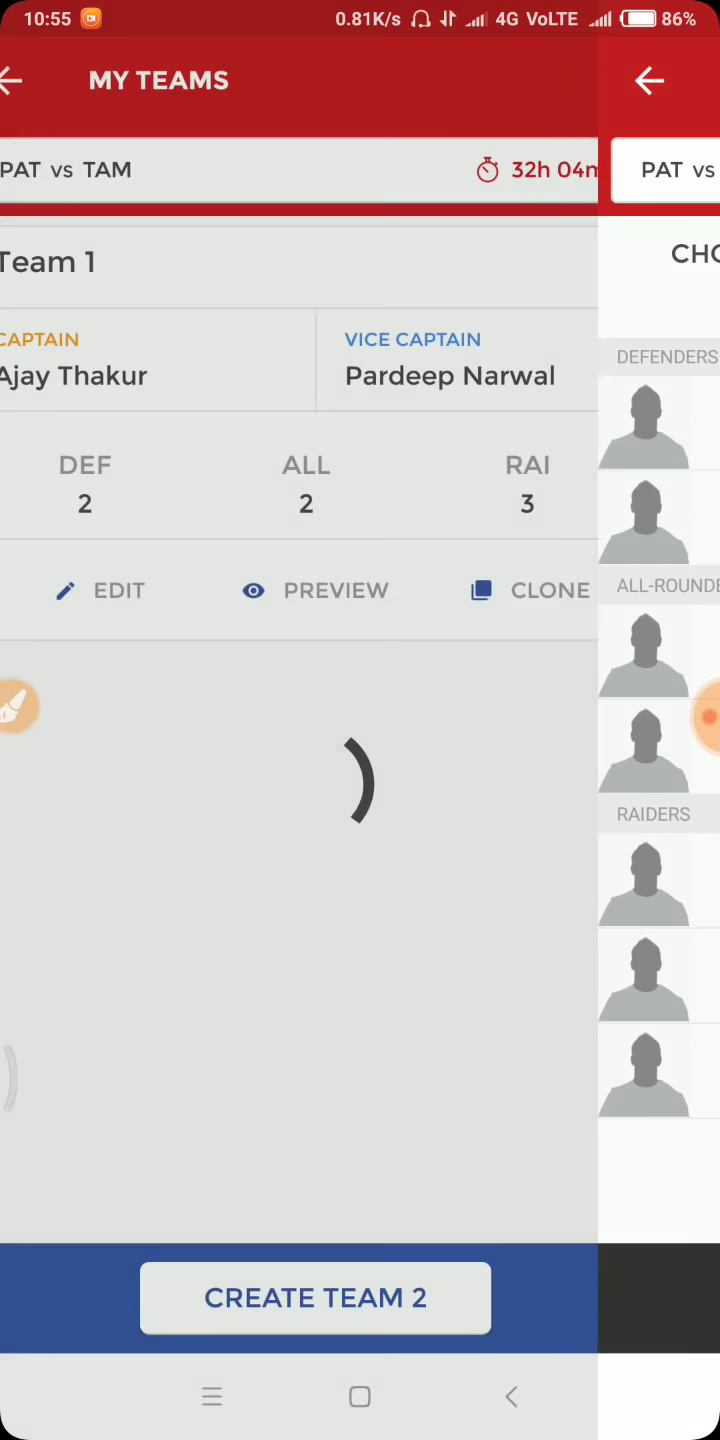 10:55 0.81K/s 4G VoLTE 86%
MY TEAMS
PAT vs TAM 32h 04m
PAT vs
Team 1
CHO
CAPTAIN VICE CAPTAIN
Ajay Thakur Pardeep Narwal
DEFENDERS
DEF ALL RAI
2 2 3
EDIT PREVIEW CLONE
ALL-ROUNDE
RAIDERS
CREATE TEAM 2